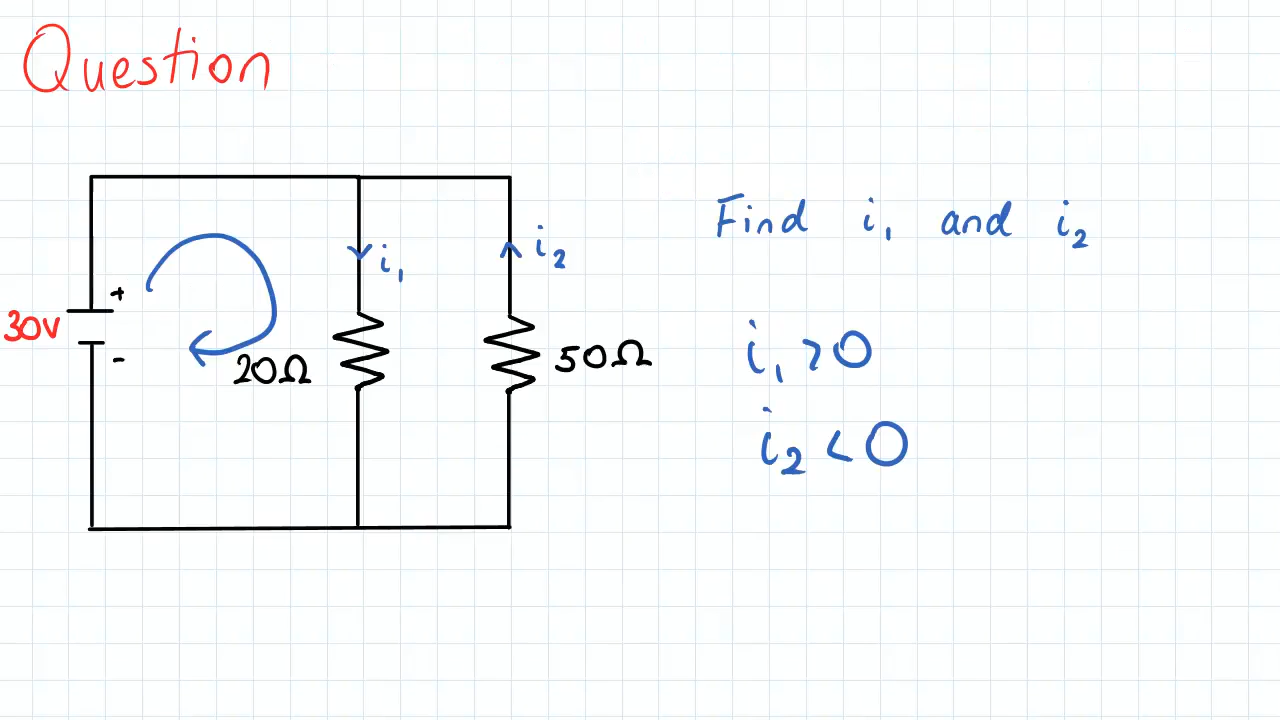 Question
Find i₁ and i₂
i₁
i₂
+
30V
-
20Ω
50Ω
i₁ > 0
i₂ < 0